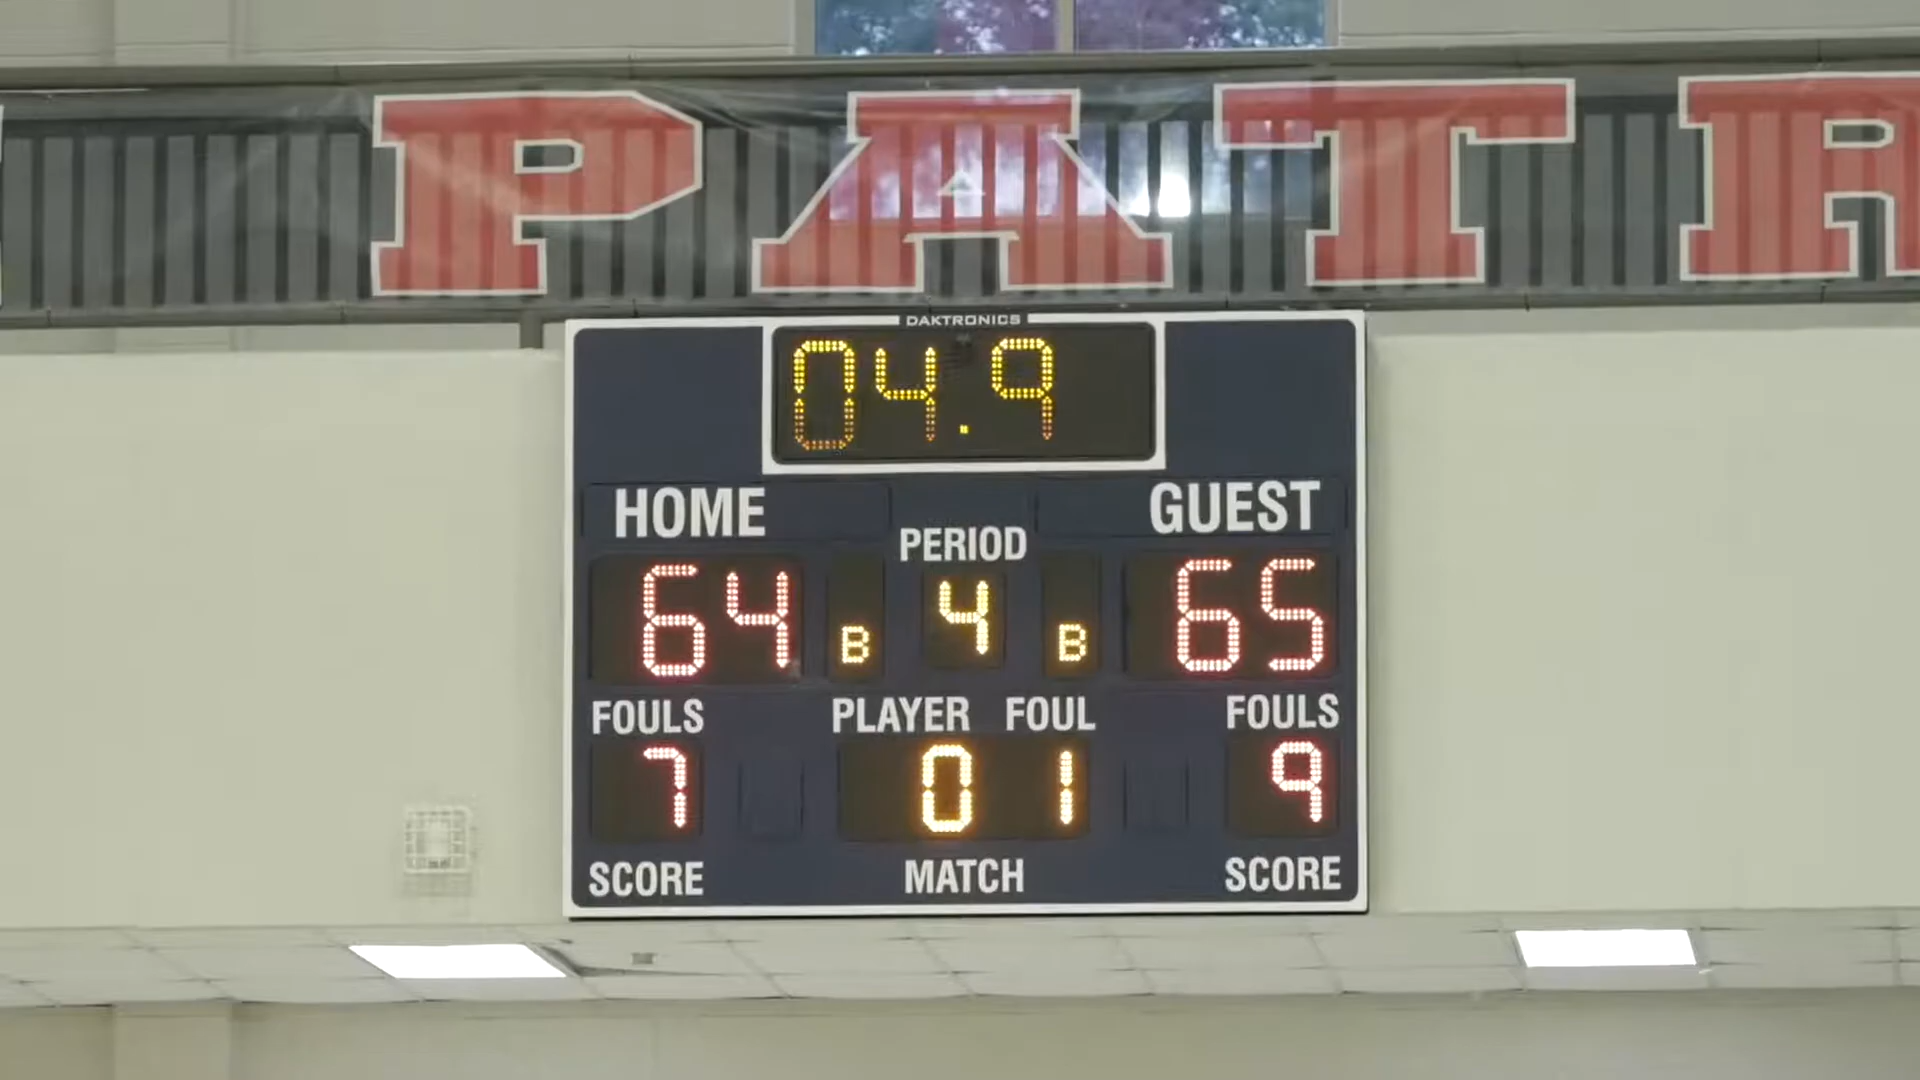 PATR
DAKTRONICS
04.9
HOME GUEST
PERIOD
64 B 4 B 65
FOULS PLAYER FOUL FOULS
7 0 1 9
SCORE MATCH SCORE